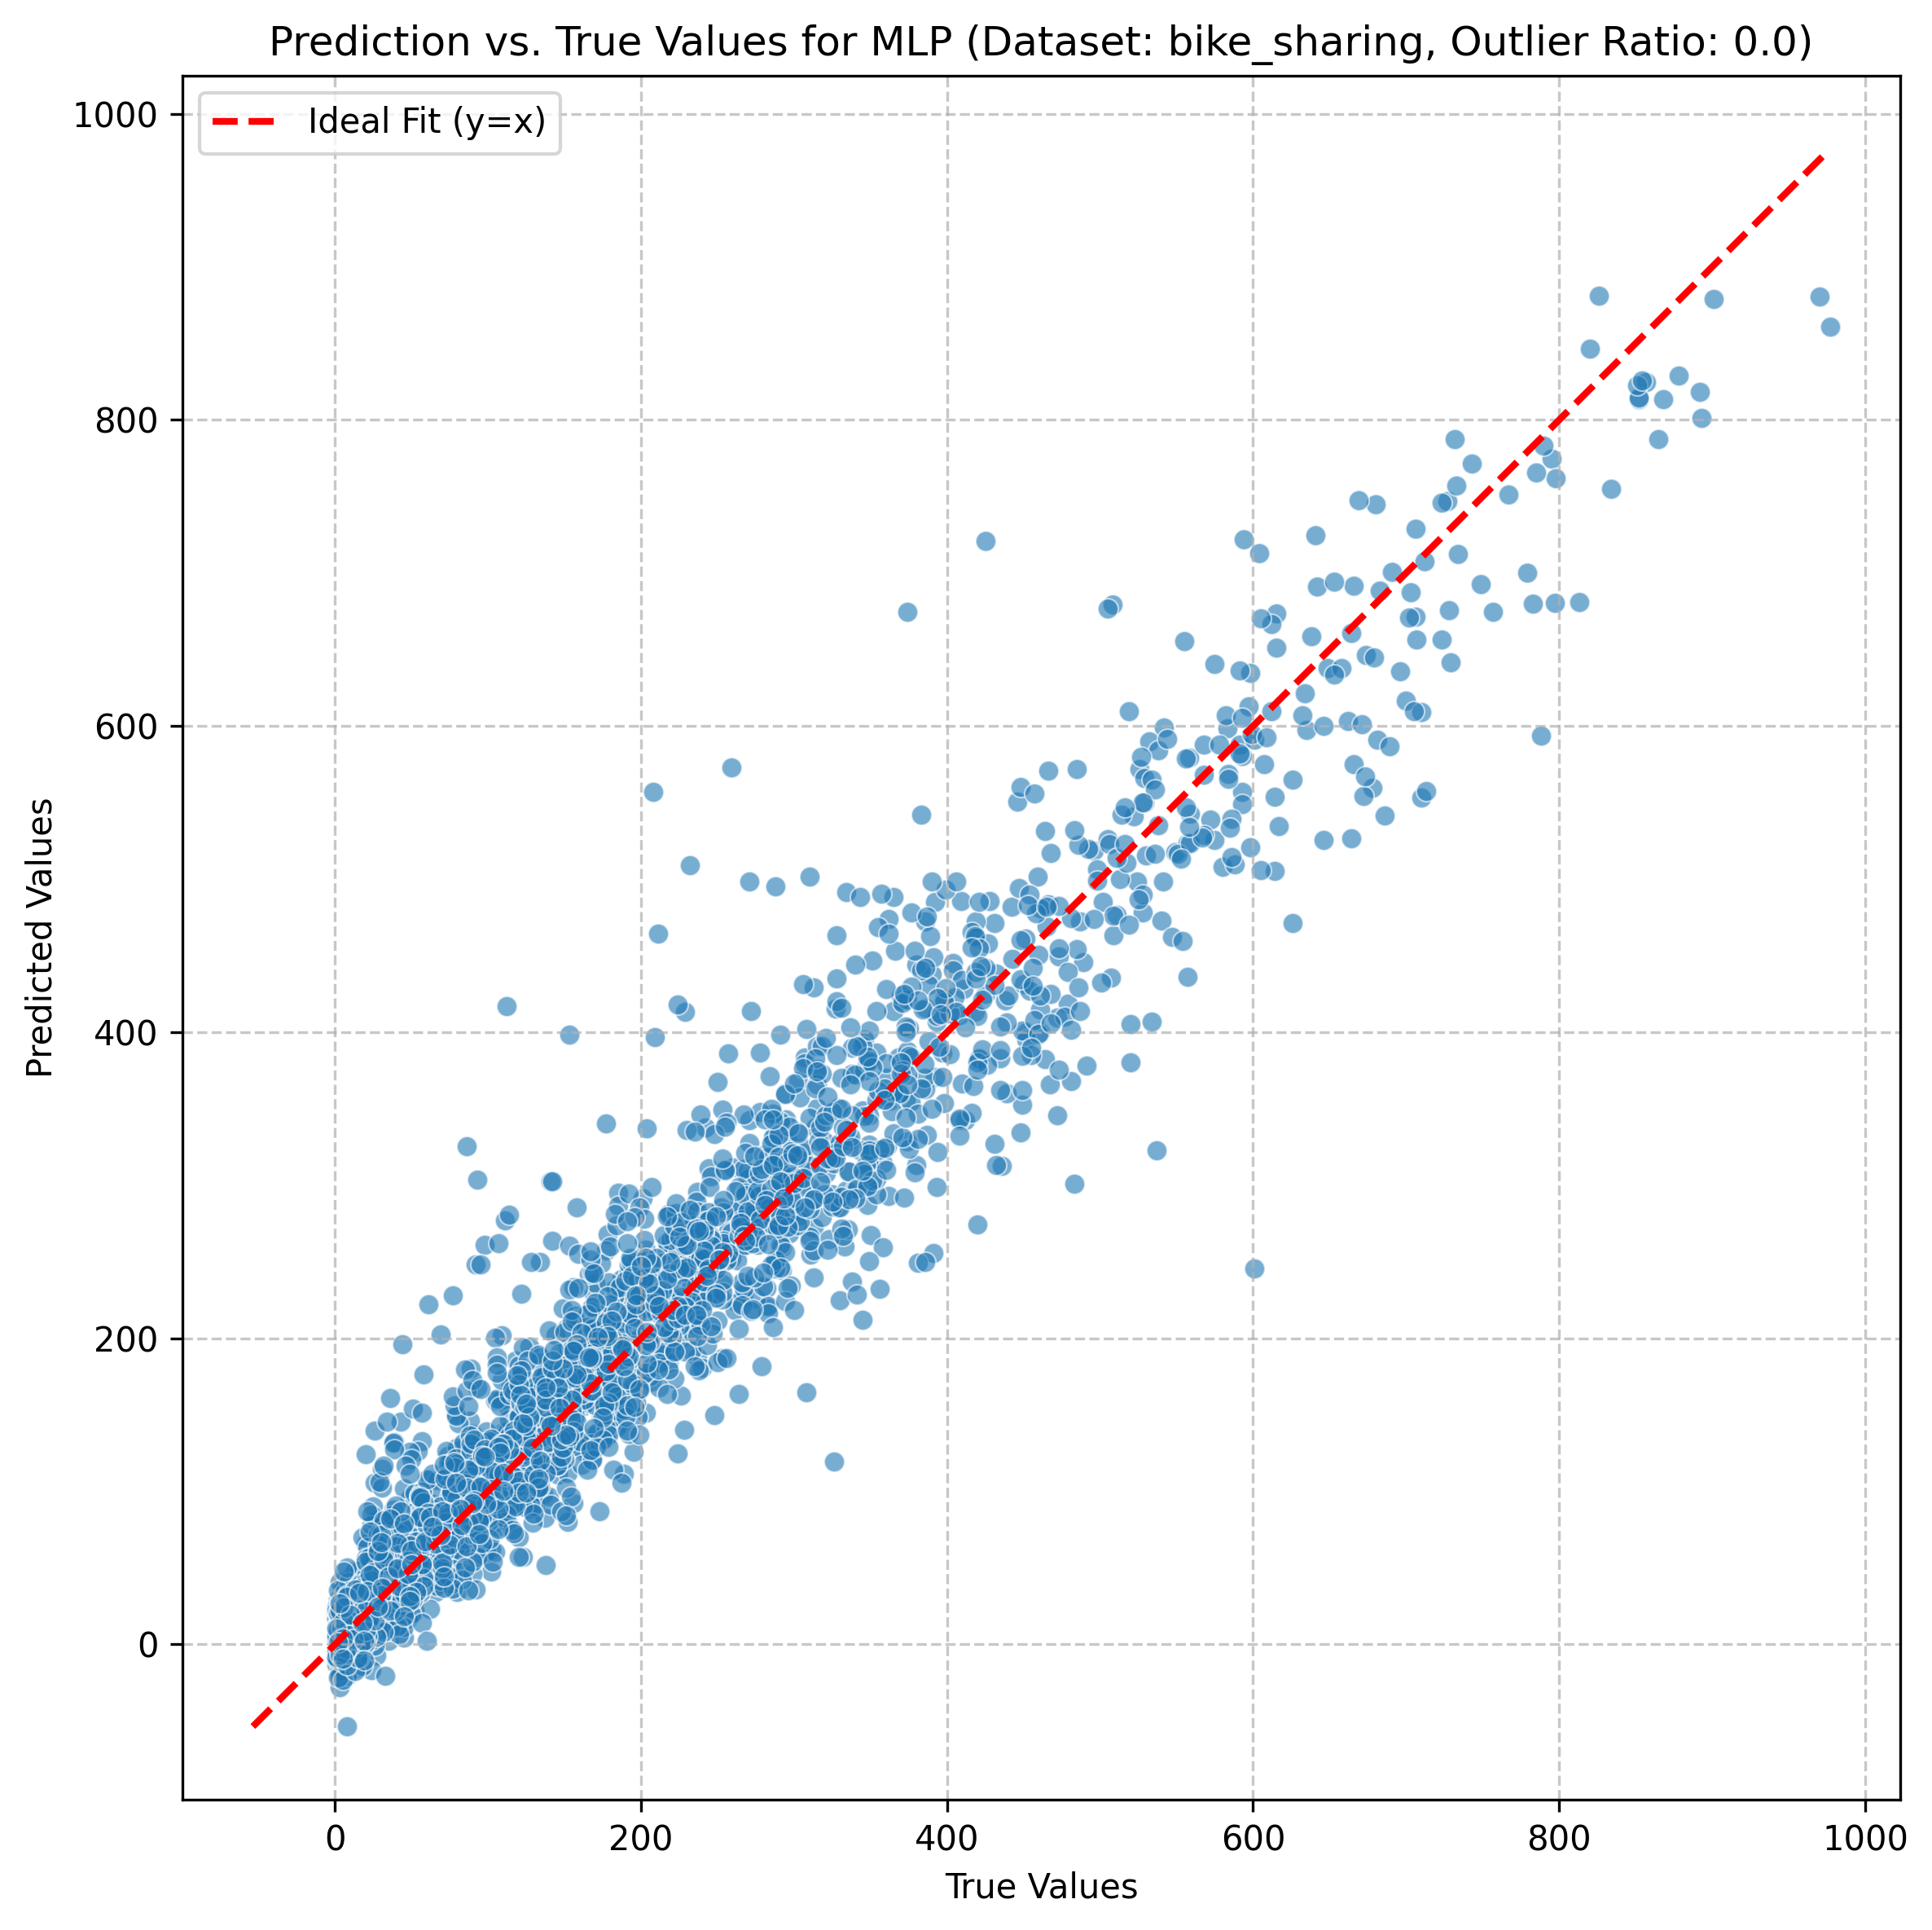 Prediction vs. True Values for MLP (Dataset: bike_sharing, Outlier Ratio: 0.0)
Ideal Fit (y=x)
1000
800
600
400
200
0
Predicted Values
0 200 400 600 800 1000
True Values